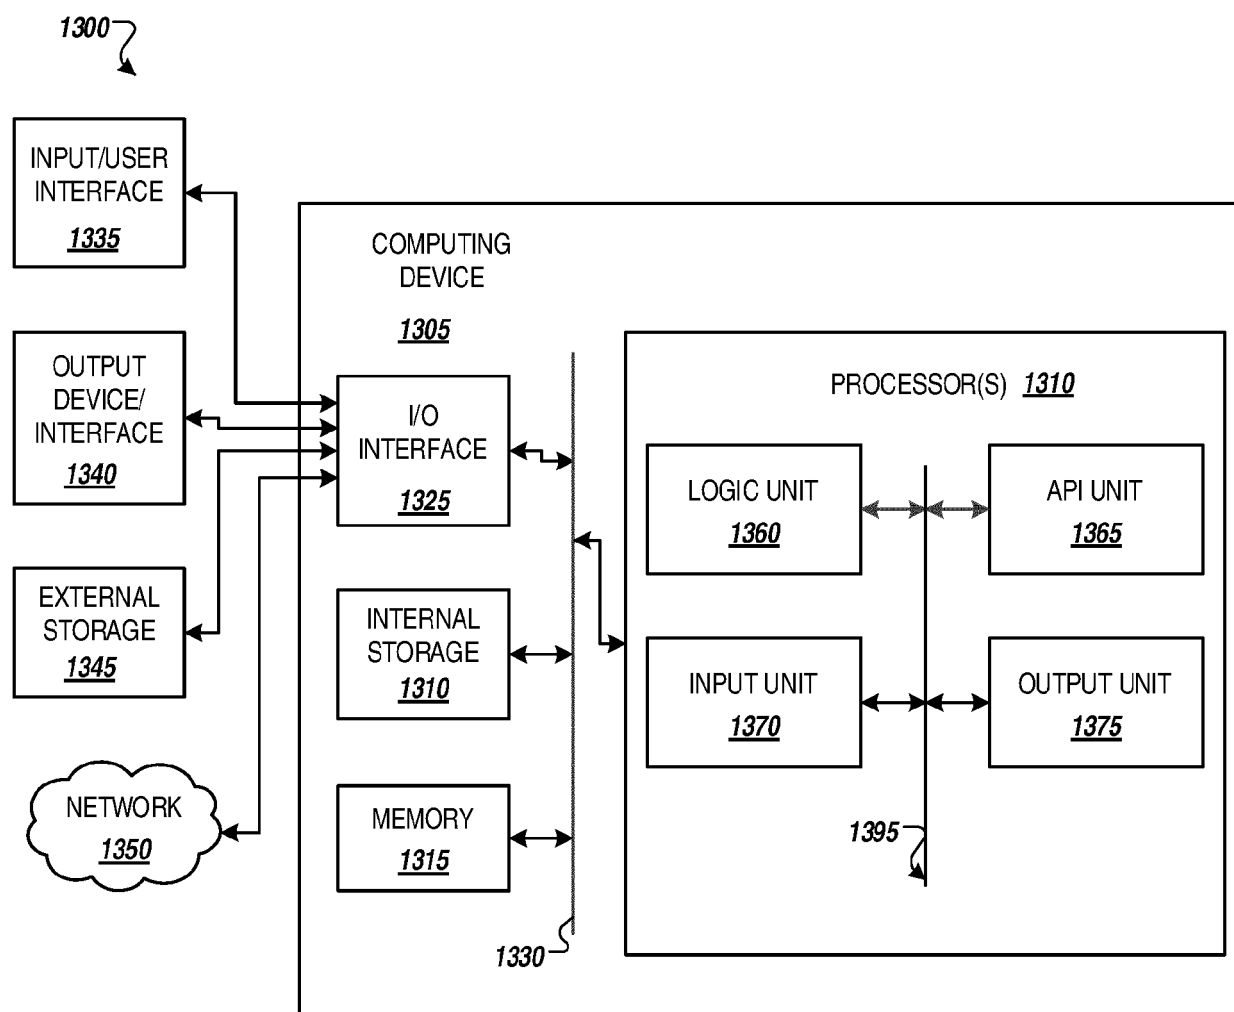 1300
INPUT/USER
INTERFACE
1335
OUTPUT
DEVICE/
INTERFACE
1340
EXTERNAL
STORAGE
1345
NETWORK
1350
COMPUTING
DEVICE
1305
I/O
INTERFACE
1325
INTERNAL
STORAGE
1310
MEMORY
1315
1330
PROCESSOR(S) 1310
LOGIC UNIT
1360
API UNIT
1365
INPUT UNIT
1370
OUTPUT UNIT
1375
1395